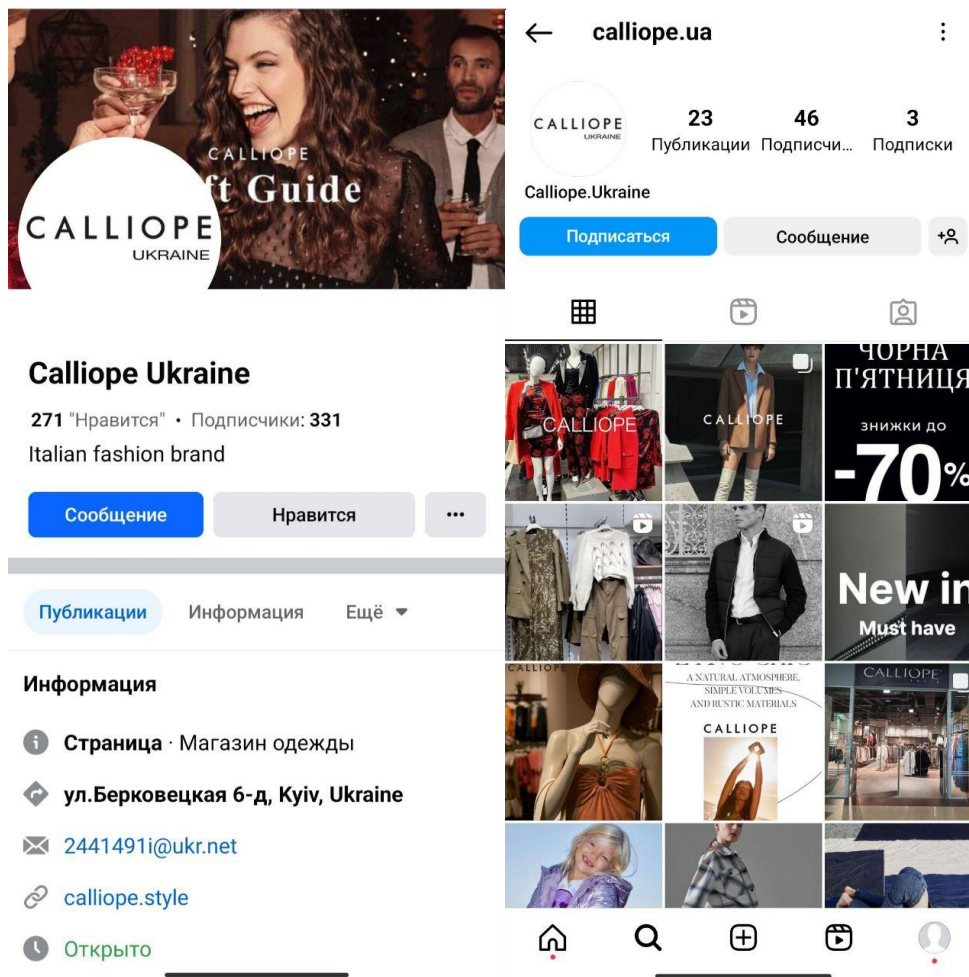 CALLIOPE
ft Guide
CALLIOPE
UKRAINE
Calliope Ukraine
271 "Нравится" • Подписчики: 331
Italian fashion brand
Сообщение
Нравится
Публикации
Информация
Ещё
Информация
Страница · Магазин одежды
ул.Берковецкая 6-д, Kyiv, Ukraine
2441491i@ukr.net
calliope.style
Открыто
calliope.ua
CALLIOPE
UKRAINE
23
46
3
Публикации
Подписчи...
Подписки
Calliope.Ukraine
Подписаться
Сообщение
CALLIOPE
CALLIOPE
ЧОРНА
П'ЯТНИЦЯ
ЗНИЖКИ ДО
-70%
New in
Must have
CALLIOPE
A NATURAL ATMOSPHERE,
SIMPLE VOLUMES
AND RUSTIC MATERIALS
CALLIOPE
CALLIOPE